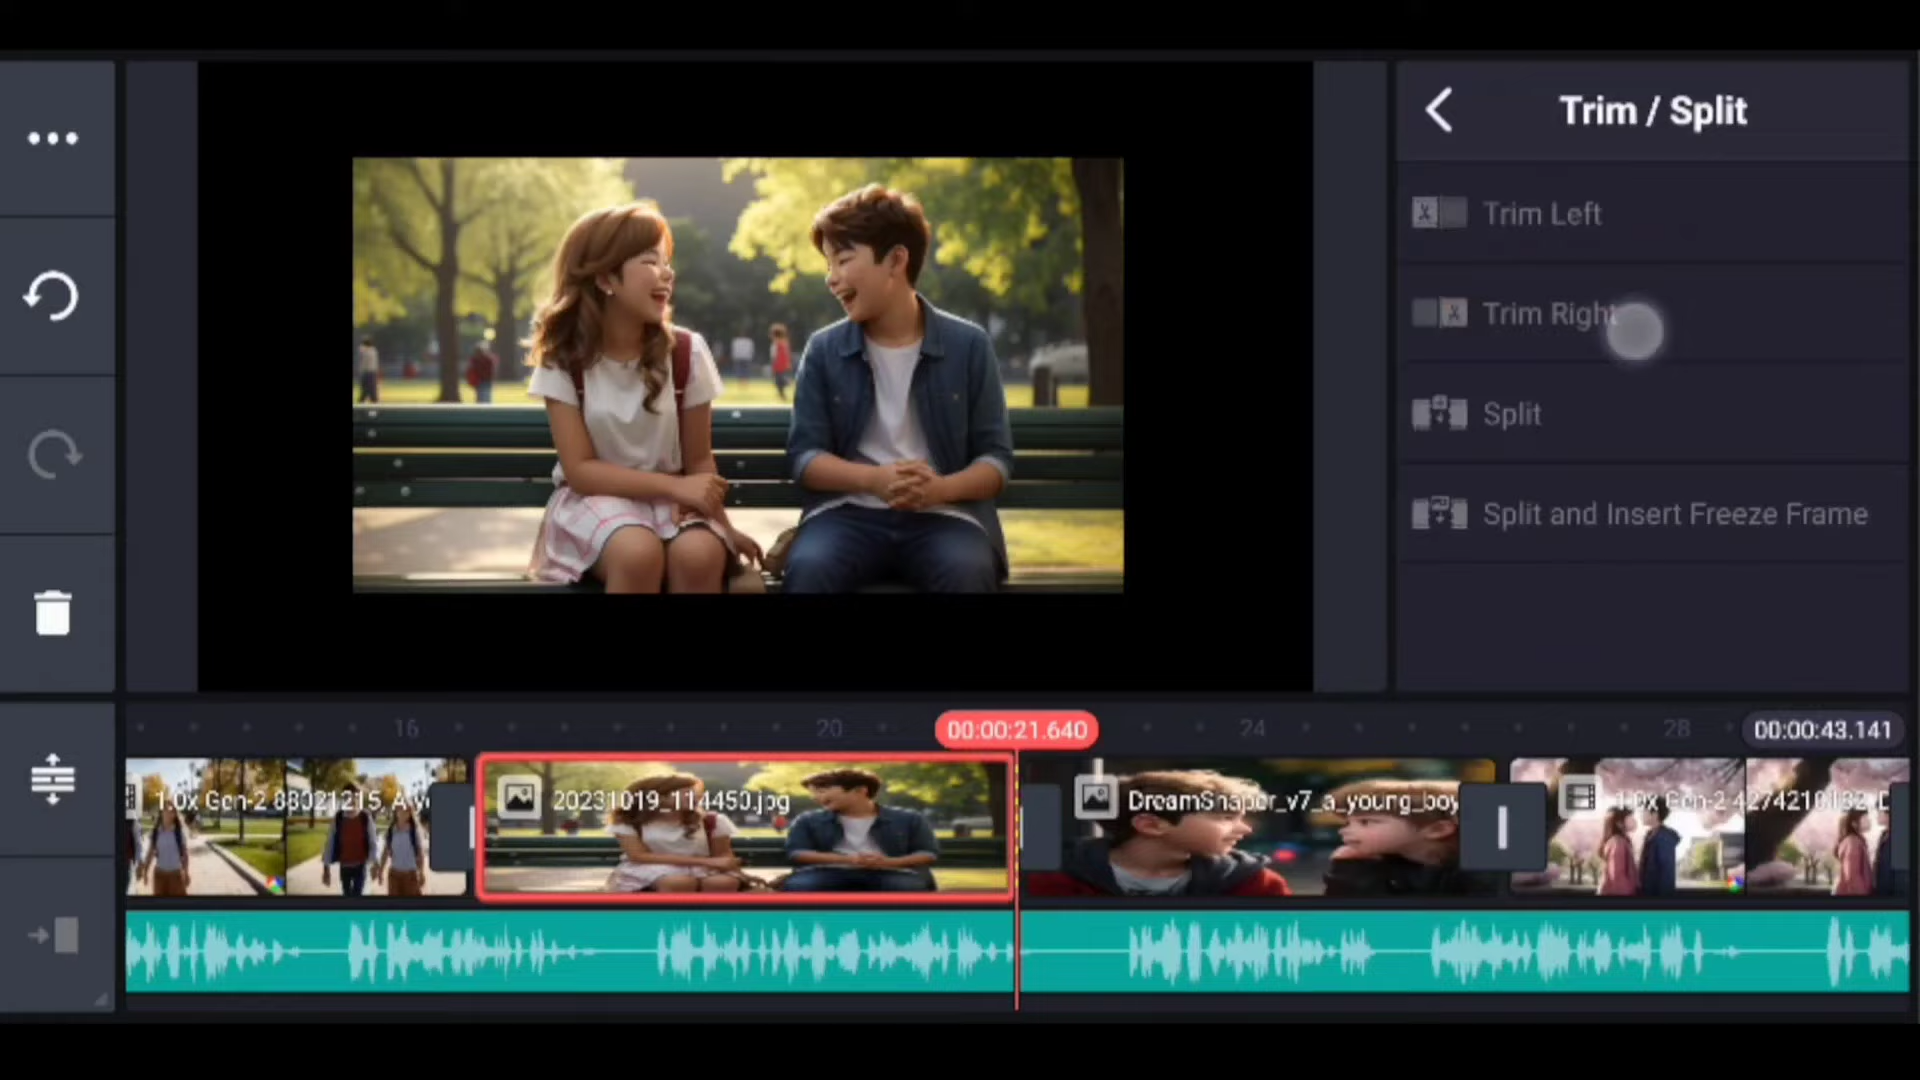 Trim / Split
Trim Left
Trim Right
Split
Split and Insert Freeze Frame
16
20
00:00:21.640
24
28
00:00:43.141
1.0x Gen-2 88021215, A
20231019_114450.jpg
DreamShaper_v7_a_young_boy
1.0x Gen-2